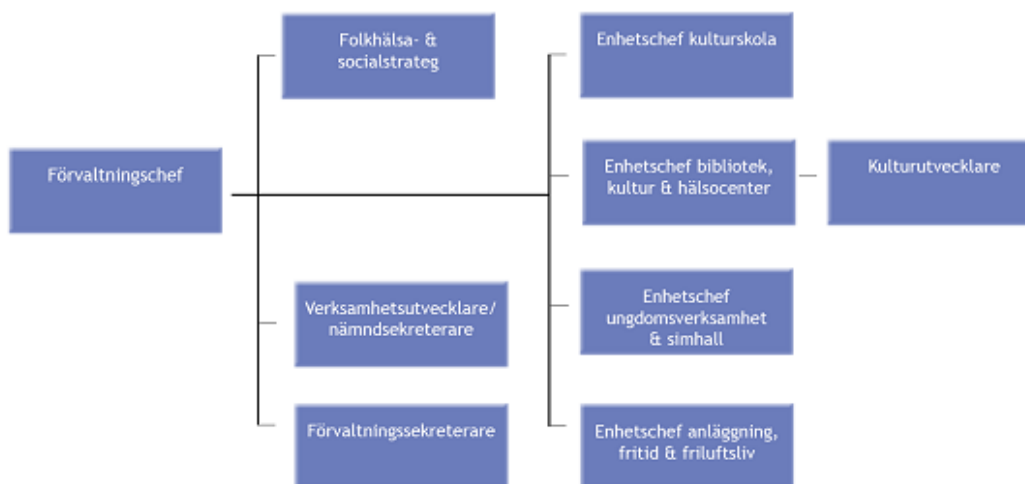 Förvaltningschef
Folkhälsa- &
socialstrateg
Verksamhetsutvecklare/
nämndsekreterare
Förvaltningssekreterare
Enhetschef kulturskola
Enhetschef bibliotek,
kultur & hälsocenter
Kulturutvecklare
Enhetschef
ungdomsverksamhet
& simhall
Enhetschef anläggning,
fritid & friluftsliv